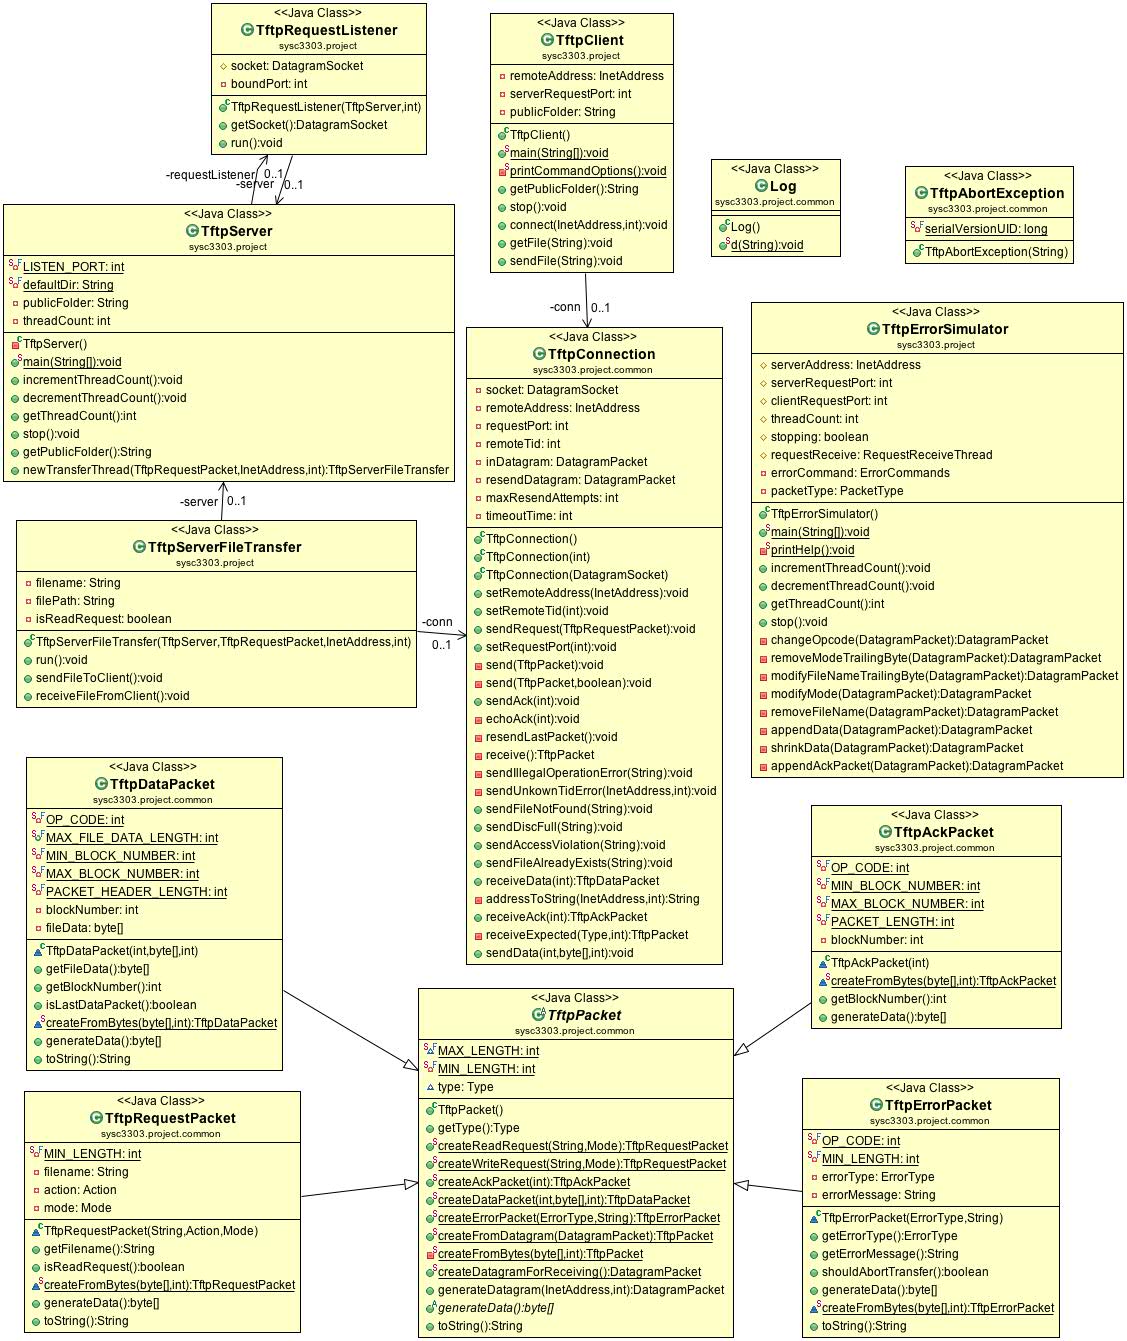 <<Java Class>>
TftpRequestListener
sysc3303.project
socket: DatagramSocket
boundPort: int
TftpRequestListener(TftpServer,int)
getSocket():DatagramSocket
run():void
-requestListener 0..1
-server 0..1
<<Java Class>>
TftpServer
sysc3303.project
LISTEN_PORT: int
defaultDir: String
publicFolder: String
threadCount: int
TftpServer()
main(String[]):void
incrementThreadCount():void
decrementThreadCount():void
getThreadCount():int
stop():void
getPublicFolder():String
newTransferThread(TftpRequestPacket,InetAddress,int):TftpServerFileTransfer
-server 0..1
<<Java Class>>
TftpServerFileTransfer
sysc3303.project
filename: String
filePath: String
isReadRequest: boolean
TftpServerFileTransfer(TftpServer,TftpRequestPacket,InetAddress,int)
run():void
sendFileToClient():void
receiveFileFromClient():void
-conn
0..1
<<Java Class>>
TftpClient
sysc3303.project
remoteAddress: InetAddress
serverRequestPort: int
publicFolder: String
TftpClient()
main(String[]):void
printCommandOptions():void
getPublicFolder():String
stop():void
connect(InetAddress,int):void
getFile(String):void
sendFile(String):void
-conn 0..1
<<Java Class>>
TftpConnection
sysc3303.project.common
socket: DatagramSocket
remoteAddress: InetAddress
requestPort: int
remoteTid: int
inDatagram: DatagramPacket
resendDatagram: DatagramPacket
maxResendAttempts: int
timeoutTime: int
TftpConnection()
TftpConnection(int)
TftpConnection(DatagramSocket)
setRemoteAddress(InetAddress):void
setRemoteTid(int):void
sendRequest(TftpRequestPacket):void
setRequestPort(int):void
send(TftpPacket):void
send(TftpPacket,boolean):void
sendAck(int):void
echoAck(int):void
resendLastPacket():void
receive():TftpPacket
sendIllegalOperationError(String):void
sendUnkownTidError(InetAddress,int):void
sendFileNotFound(String):void
sendDiscFull(String):void
sendAccessViolation(String):void
sendFileAlreadyExists(String):void
receiveData(int):TftpDataPacket
addressToString(InetAddress,int):String
receiveAck(int):TftpAckPacket
receiveExpected(Type,int):TftpPacket
sendData(int,byte[],int):void
<<Java Class>>
Log
sysc3303.project.common
Log()
d(String):void
<<Java Class>>
TftpAbortException
sysc3303.project.common
serialVersionUID: long
TftpAbortException(String)
<<Java Class>>
TftpErrorSimulator
sysc3303.project
serverAddress: InetAddress
serverRequestPort: int
clientRequestPort: int
threadCount: int
stopping: boolean
requestReceive: RequestReceiveThread
errorCommand: ErrorCommands
packetType: PacketType
TftpErrorSimulator()
main(String[]):void
printHelp():void
incrementThreadCount():void
decrementThreadCount():void
getThreadCount():int
stop():void
changeOpcode(DatagramPacket):DatagramPacket
removeModeTrailingByte(DatagramPacket):DatagramPacket
modifyFileNameTrailingByte(DatagramPacket):DatagramPacket
modifyMode(DatagramPacket):DatagramPacket
removeFileName(DatagramPacket):DatagramPacket
appendData(DatagramPacket):DatagramPacket
shrinkData(DatagramPacket):DatagramPacket
appendAckPacket(DatagramPacket):DatagramPacket
<<Java Class>>
TftpDataPacket
sysc3303.project.common
OP_CODE: int
MAX_FILE_DATA_LENGTH: int
MIN_BLOCK_NUMBER: int
MAX_BLOCK_NUMBER: int
PACKET_HEADER_LENGTH: int
blockNumber: int
fileData: byte[]
TftpDataPacket(int,byte[],int)
getFileData():byte[]
getBlockNumber():int
isLastDataPacket():boolean
createFromBytes(byte[],int):TftpDataPacket
generateData():byte[]
toString():String
<<Java Class>>
TftpRequestPacket
sysc3303.project.common
MIN_LENGTH: int
filename: String
action: Action
mode: Mode
TftpRequestPacket(String,Action,Mode)
getFilename():String
isReadRequest():boolean
createFromBytes(byte[],int):TftpRequestPacket
generateData():byte[]
toString():String
<<Java Class>>
TftpPacket
sysc3303.project.common
MAX_LENGTH: int
MIN_LENGTH: int
type: Type
TftpPacket()
getType():Type
createReadRequest(String,Mode):TftpRequestPacket
createWriteRequest(String,Mode):TftpRequestPacket
createAckPacket(int):TftpAckPacket
createDataPacket(int,byte[],int):TftpDataPacket
createErrorPacket(ErrorType,String):TftpErrorPacket
createFromDatagram(DatagramPacket):TftpPacket
createFromBytes(byte[],int):TftpPacket
createDatagramForReceiving():DatagramPacket
generateDatagram(InetAddress,int):DatagramPacket
generateData():byte[]
toString():String
<<Java Class>>
TftpAckPacket
sysc3303.project.common
OP_CODE: int
MIN_BLOCK_NUMBER: int
MAX_BLOCK_NUMBER: int
PACKET_LENGTH: int
blockNumber: int
TftpAckPacket(int)
createFromBytes(byte[],int):TftpAckPacket
getBlockNumber():int
generateData():byte[]
<<Java Class>>
TftpErrorPacket
sysc3303.project.common
OP_CODE: int
MIN_LENGTH: int
errorType: ErrorType
errorMessage: String
TftpErrorPacket(ErrorType,String)
getErrorType():ErrorType
getErrorMessage():String
shouldAbortTransfer():boolean
generateData():byte[]
createFromBytes(byte[],int):TftpErrorPacket
toString():String